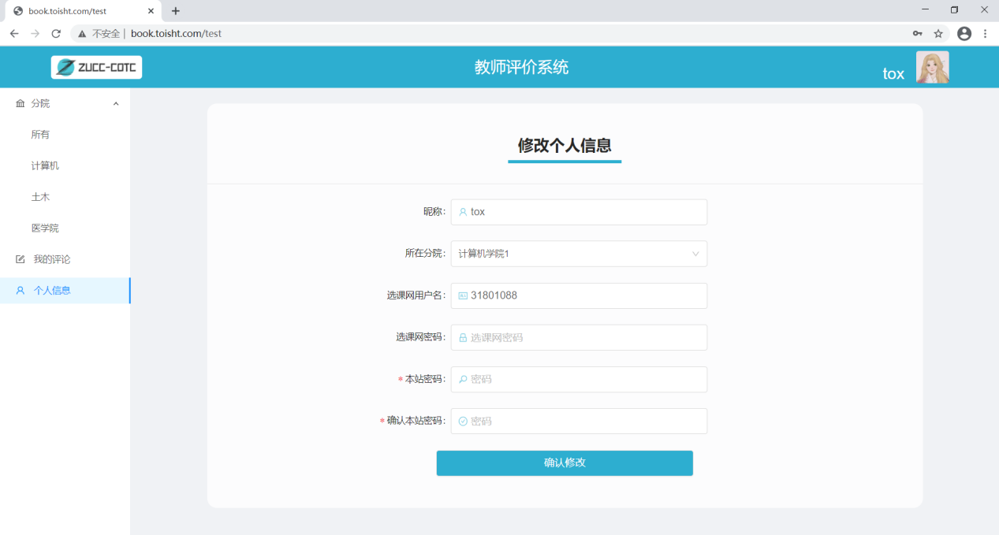 book.toisht.com/test
不安全 | book.toisht.com/test
ZUCC-COTC
教师评价系统
tox
分院
所有
计算机
土木
医学院
我的评论
个人信息
修改个人信息
昵称: tox
所在分院: 计算机学院1
选课网用户名: 31801088
选课网密码: 选课网密码
* 本站密码: 密码
* 确认本站密码: 密码
确认修改